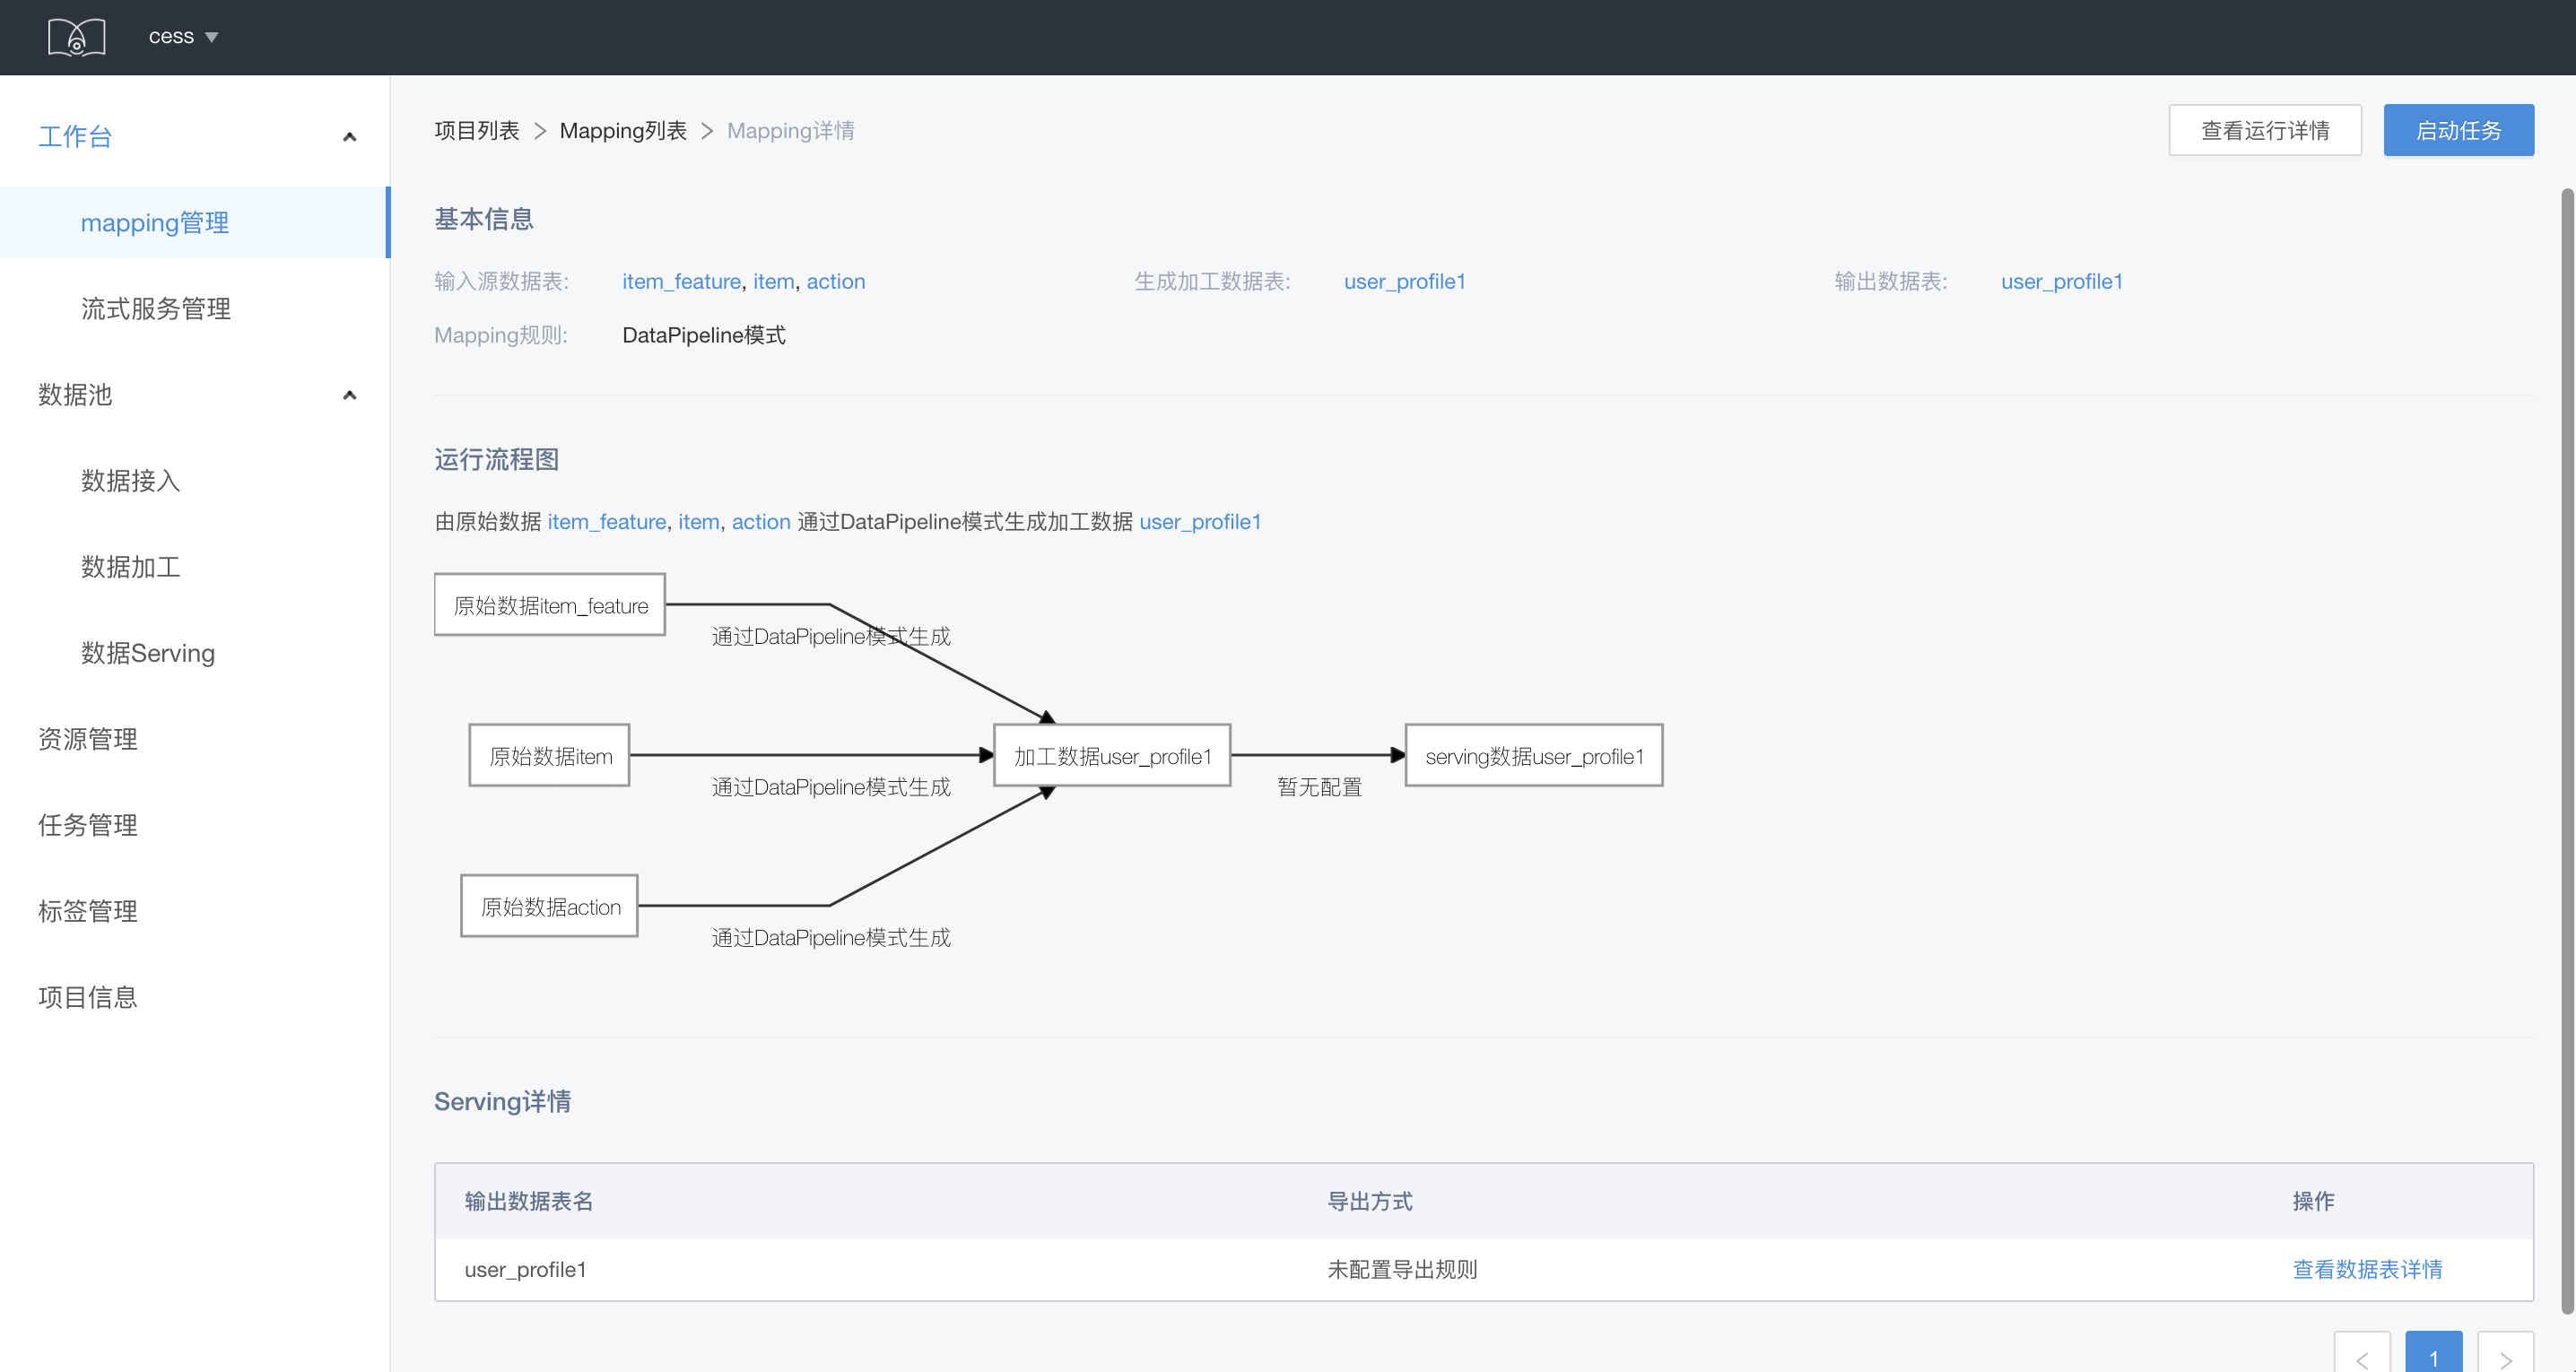 cess
工作台
mapping管理
流式服务管理
数据池
数据接入
数据加工
数据Serving
资源管理
任务管理
标签管理
项目信息
项目列表 > Mapping列表 > Mapping详情
查看运行详情
启动任务
基本信息
输入源数据表: item_feature, item, action
生成加工数据表: user_profile1
输出数据表: user_profile1
Mapping规则: DataPipeline模式
运行流程图
由原始数据 item_feature, item, action 通过DataPipeline模式生成加工数据 user_profile1
原始数据item_feature
通过DataPipeline模式生成
原始数据item
通过DataPipeline模式生成
加工数据user_profile1
暂无配置
serving数据user_profile1
原始数据action
通过DataPipeline模式生成
Serving详情
输出数据表名 导出方式 操作
user_profile1 未配置导出规则 查看数据表详情
< 1 >